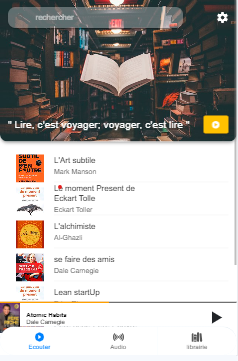 rechercher
" Lire, c'est voyager; voyager, c'est lire "
L'Art subtile
Mark Manson
Le moment Present de
Eckart Tolle
Eckart Toller
L'alchimiste
Al-Ghazil
se faire des amis
Dale Carnegie
Lean startUp
Atomic Habits
Dale Carnegie
Ecouter
Audio
librairie